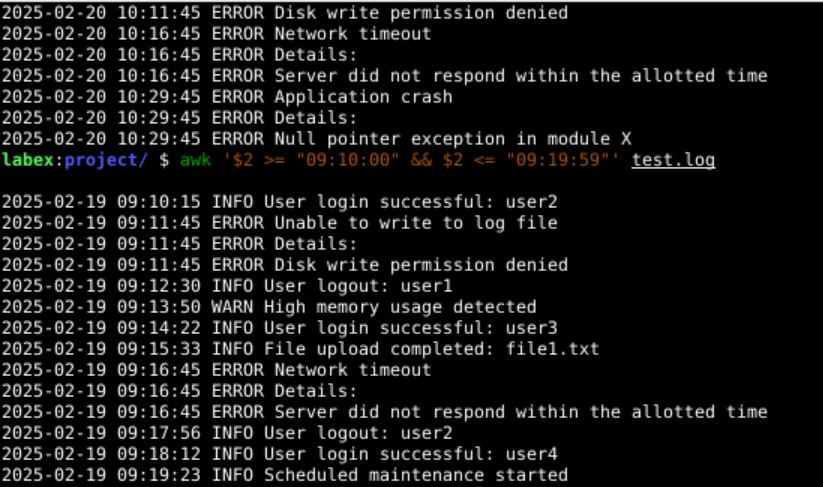 2025-02-20 10:11:45 ERROR Disk write permission denied
2025-02-20 10:16:45 ERROR Network timeout
2025-02-20 10:16:45 ERROR Details:
2025-02-20 10:16:45 ERROR Server did not respond within the allotted time
2025-02-20 10:29:45 ERROR Application crash
2025-02-20 10:29:45 ERROR Details:
2025-02-20 10:29:45 ERROR Null pointer exception in module X
labex:project/ $ awk '$2 >= "09:10:00" && $2 <= "09:19:59"' test.log
2025-02-19 09:10:15 INFO User login successful: user2
2025-02-19 09:11:45 ERROR Unable to write to log file
2025-02-19 09:11:45 ERROR Details:
2025-02-19 09:11:45 ERROR Disk write permission denied
2025-02-19 09:12:30 INFO User logout: user1
2025-02-19 09:13:50 WARN High memory usage detected
2025-02-19 09:14:22 INFO User login successful: user3
2025-02-19 09:15:33 INFO File upload completed: file1.txt
2025-02-19 09:16:45 ERROR Network timeout
2025-02-19 09:16:45 ERROR Details:
2025-02-19 09:16:45 ERROR Server did not respond within the allotted time
2025-02-19 09:17:56 INFO User logout: user2
2025-02-19 09:18:12 INFO User login successful: user4
2025-02-19 09:19:23 INFO Scheduled maintenance started